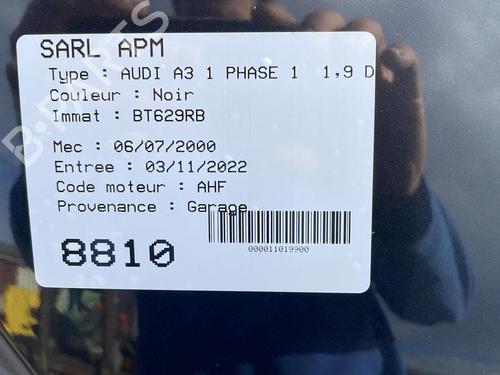 SARL APM
Type : AUDI A3 1 PHASE 1 1,9 D
Couleur : Noir
Immat : BT629RB
Mec : 06/07/2000
Entree : 03/11/2022
Code moteur : AHF
Provenance : Garage
8810
000011019900
B-PARTS